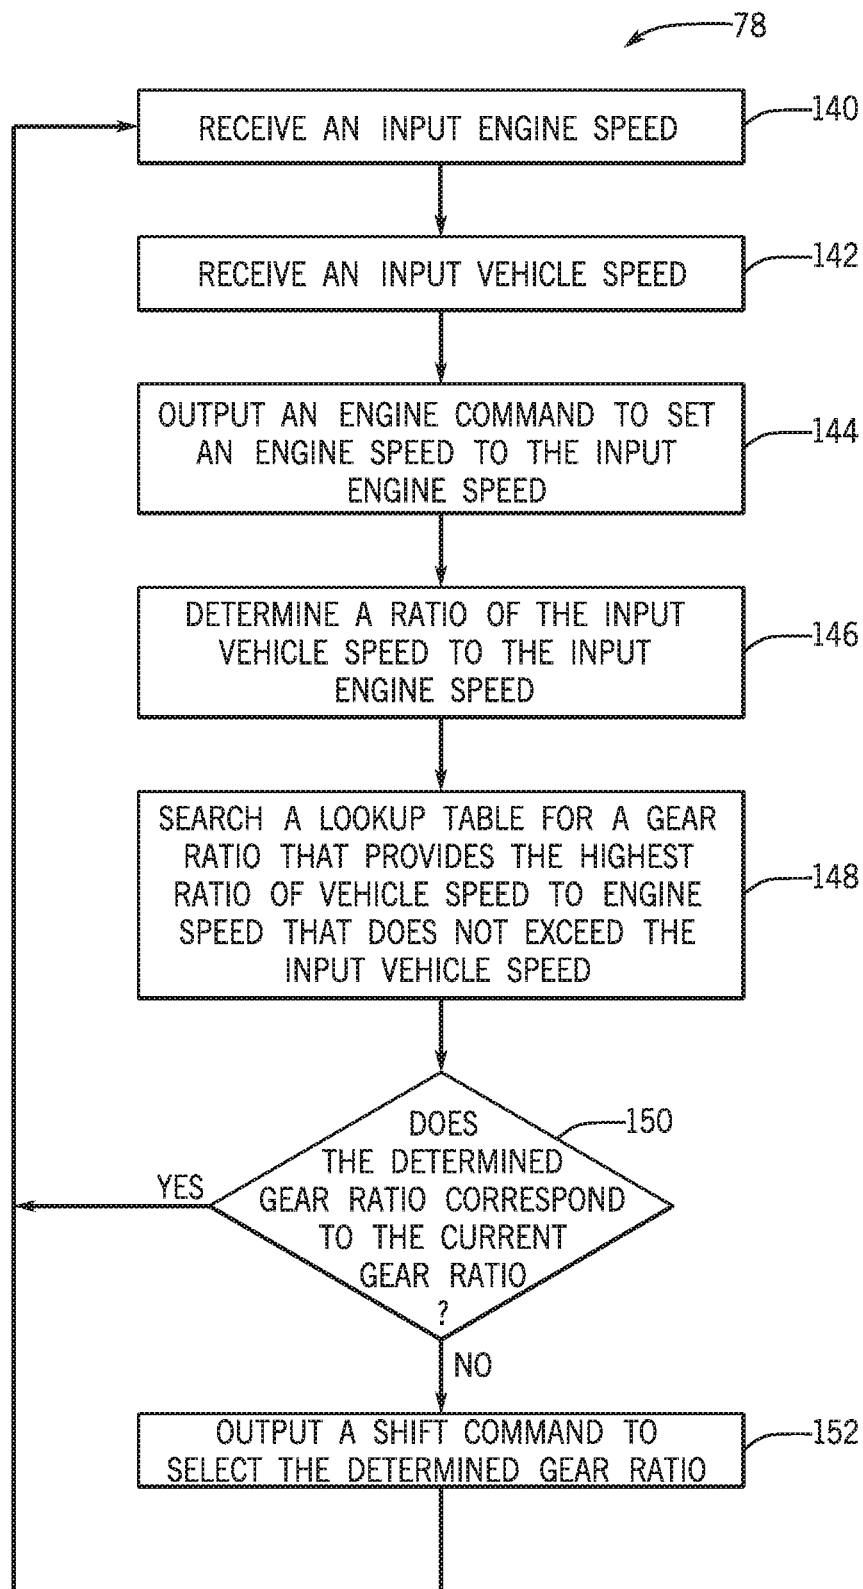 78
RECEIVE AN INPUT ENGINE SPEED
140
RECEIVE AN INPUT VEHICLE SPEED
142
OUTPUT AN ENGINE COMMAND TO SET
AN ENGINE SPEED TO THE INPUT
ENGINE SPEED
144
DETERMINE A RATIO OF THE INPUT
VEHICLE SPEED TO THE INPUT
ENGINE SPEED
146
SEARCH A LOOKUP TABLE FOR A GEAR
RATIO THAT PROVIDES THE HIGHEST
RATIO OF VEHICLE SPEED TO ENGINE
SPEED THAT DOES NOT EXCEED THE
INPUT VEHICLE SPEED
148
DOES
THE DETERMINED
GEAR RATIO CORRESPOND
TO THE CURRENT
GEAR RATIO
?
150
YES
NO
OUTPUT A SHIFT COMMAND TO
SELECT THE DETERMINED GEAR RATIO
152